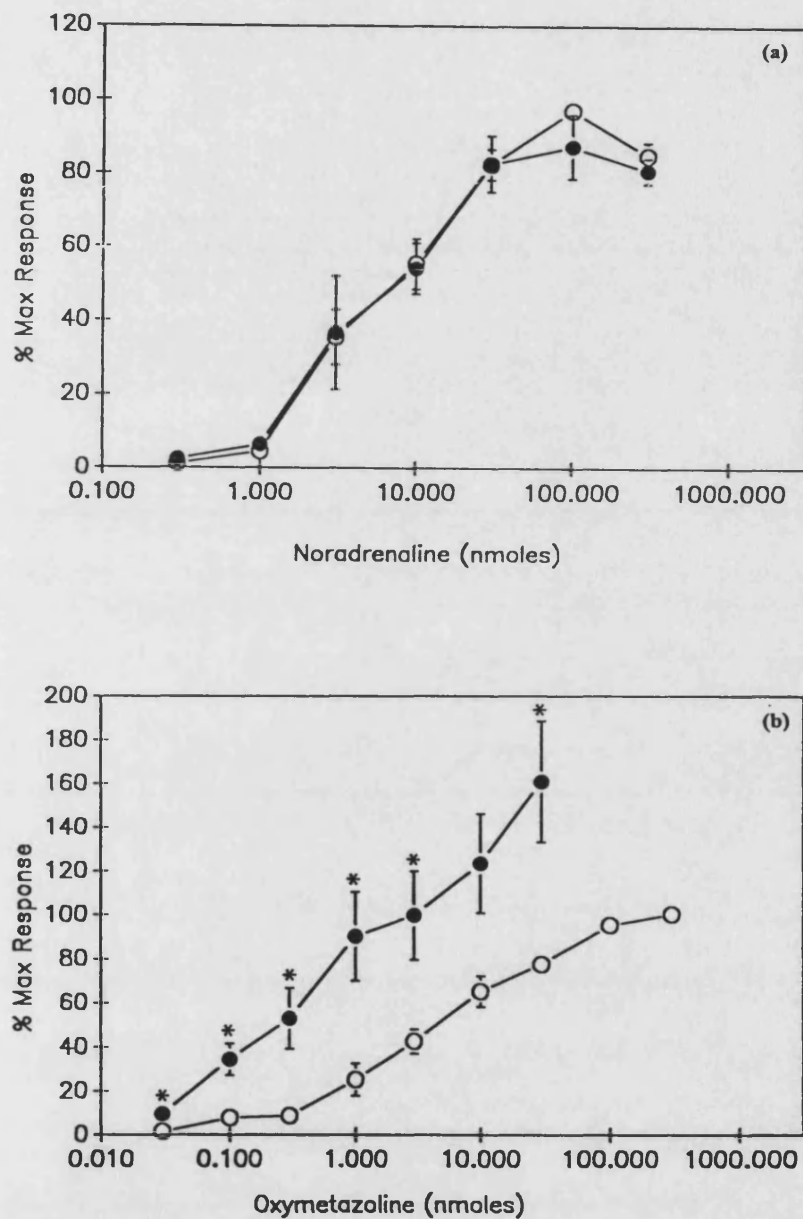 120
(a)
100
80
60
40
20
0
% Max Response
0.100 1.000 10.000 100.000 1000.000
Noradrenaline (nmoles)
200
(b)
180
160
140
120
100
80
60
40
20
0
% Max Response
* * * * * *
0.010 0.100 1.000 10.000 100.000 1000.000
Oxymetazoline (nmoles)